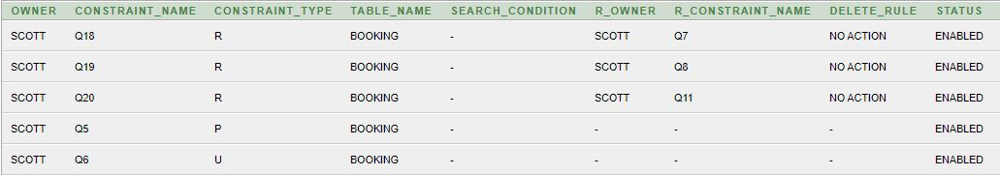 OWNER CONSTRAINT_NAME CONSTRAINT_TYPE TABLE_NAME SEARCH_CONDITION R_OWNER R_CONSTRAINT_NAME DELETE_RULE STATUS
SCOTT Q18 R BOOKING - SCOTT Q7 NO ACTION ENABLED
SCOTT Q19 R BOOKING - SCOTT Q8 NO ACTION ENABLED
SCOTT Q20 R BOOKING - SCOTT Q11 NO ACTION ENABLED
SCOTT Q5 P BOOKING - - - - ENABLED
SCOTT Q6 U BOOKING - - - - ENABLED